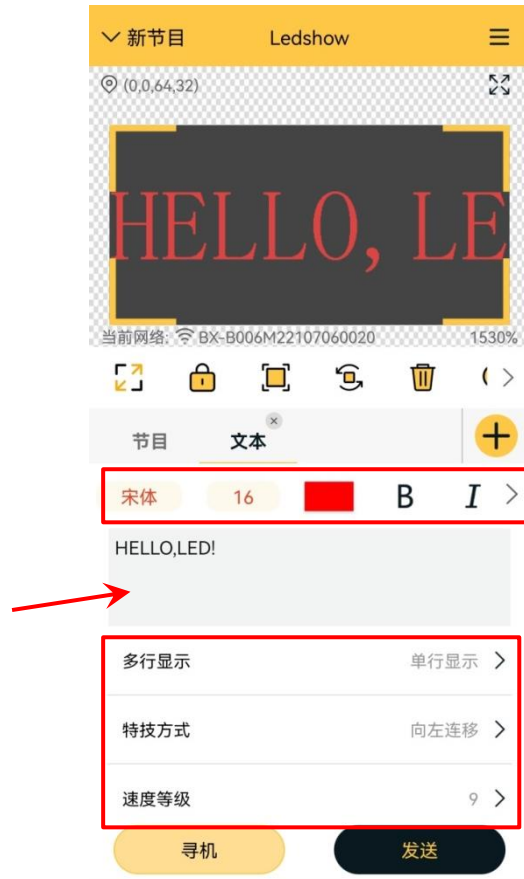 新节目 Ledshow
(0,0,64,32)
HELLO, LE
当前网络: BX-B006M22107060020 1530%
节目 文本
宋体 16 B I
HELLO,LED!
多行显示 单行显示
特技方式 向左连移
速度等级 9
寻机 发送